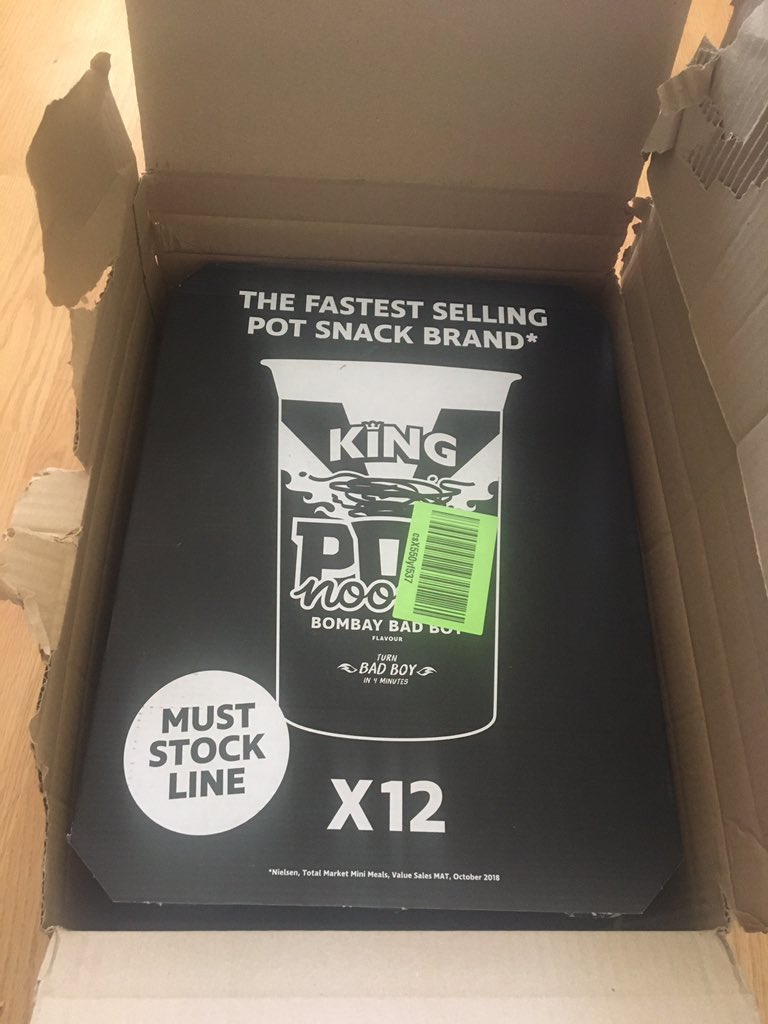 THE FASTEST SELLING
POT SNACK BRAND*
KING
BOMBAY BAD BOY
FLAVOUR
TURN
BAD BOY
IN 4 MINUTES
MUST
STOCK
LINE
X12
*Nielsen, Total Market Mini Meals, Value Sales MAT, October 2018